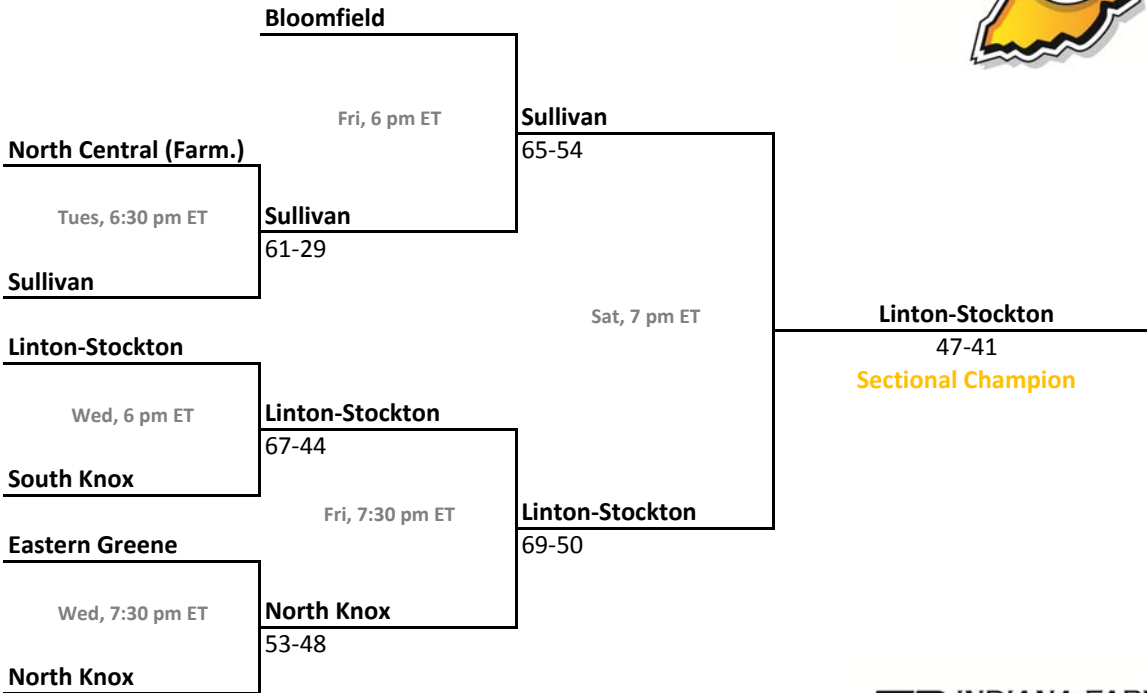 Bloomfield
Fri, 6 pm ET
Sullivan
65-54
North Central (Farm.)
Tues, 6:30 pm ET
Sullivan
61-29
Sullivan
Sat, 7 pm ET
Linton-Stockton
47-41
Sectional Champion
Linton-Stockton
Wed, 6 pm ET
Linton-Stockton
67-44
South Knox
Fri, 7:30 pm ET
Linton-Stockton
69-50
Eastern Greene
Wed, 7:30 pm ET
North Knox
53-48
North Knox
INDIANA